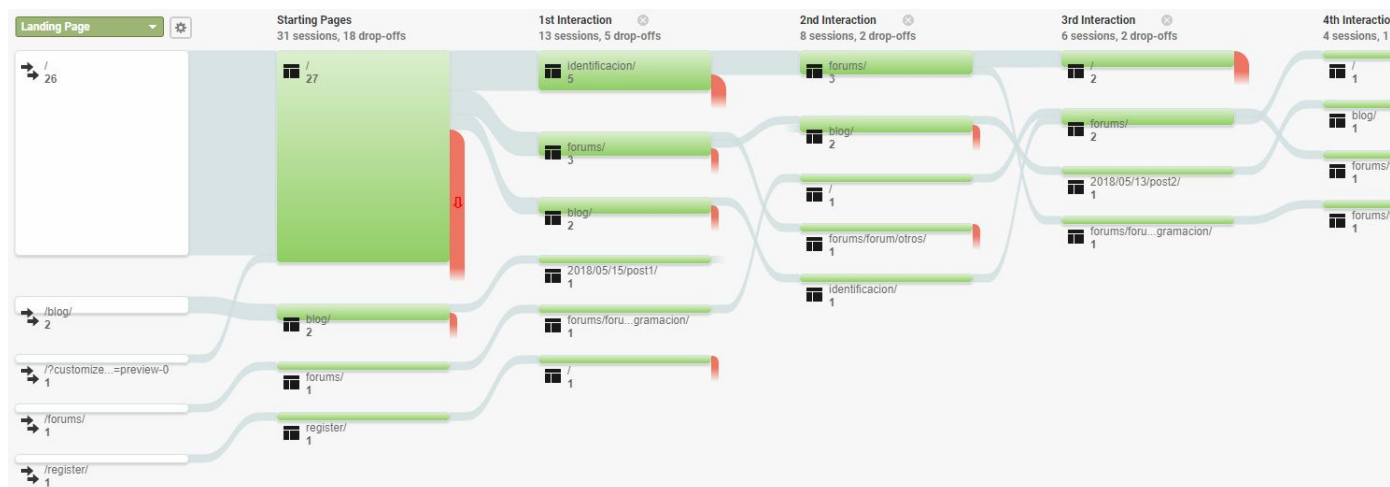 Landing Page
Starting Pages
31 sessions, 18 drop-offs
1st Interaction
13 sessions, 5 drop-offs
2nd Interaction
8 sessions, 2 drop-offs
3rd Interaction
6 sessions, 2 drop-offs
4th Interactio
4 sessions, 1
/
26
/blog/
2
/?customize...=preview-0
1
/forums/
1
/register/
1
/
27
blog/
2
forums/
1
register/
1
identificacion/
5
forums/
3
blog/
2
2018/05/15/post1/
1
forums/foru...gramacion/
1
/
1
forums/
3
blog/
2
/
1
forums/forum/otros/
1
identificacion/
1
/
2
forums/
2
2018/05/13/post2/
1
forums/foru...gramacion/
1
/
1
blog/
1
forums/
1
forums/
1